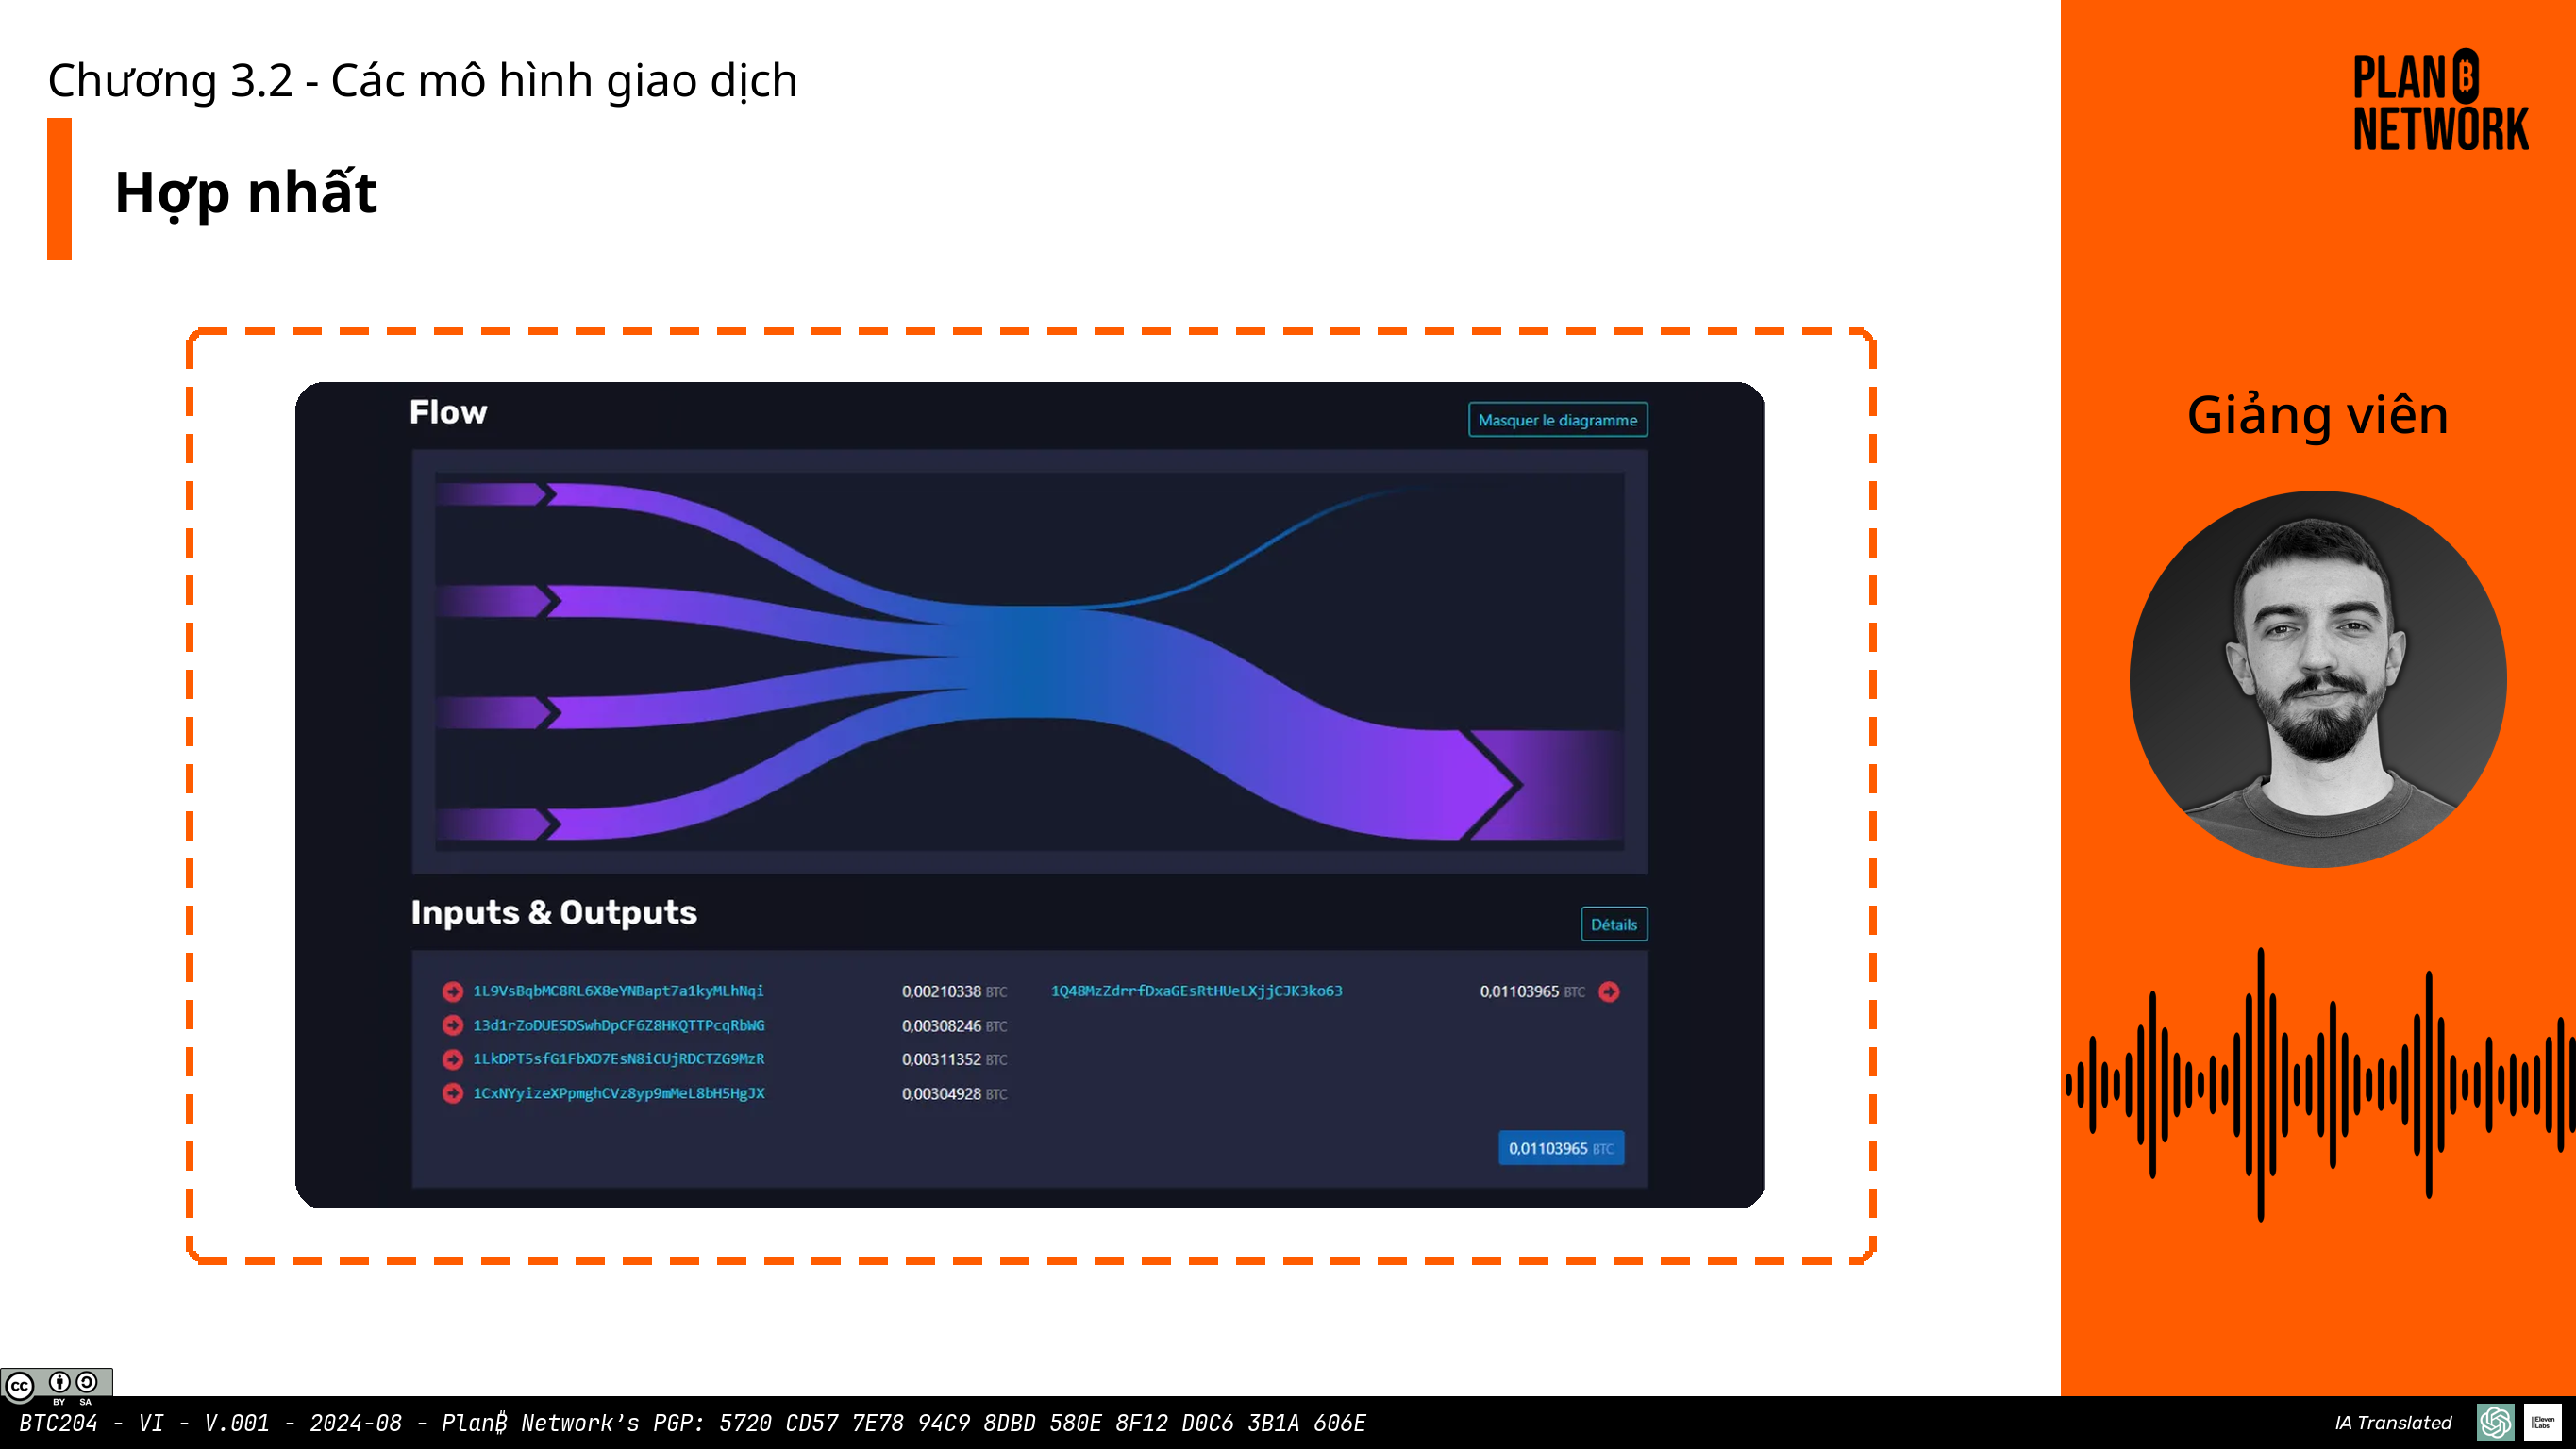 Chương 3.2 - Các mô hình giao dịch
Hợp nhất
PLAN ₿
NETWORK
Giảng viên
Flow
Masquer le diagramme
Inputs & Outputs
Détails
1L9VsBqbMC8RL6X8eYNBapt7a1kyMLhNqi 0,00210338 BTC 1Q48MzZdrrfDxaGEsRtHUeLXjjCJK3ko63 0,01103965 BTC
13d1rZoDUESDSwhDpCF6Z8HKQTTPcqRbWG 0,00308246 BTC
1LkDPT5sfG1FbXD7EsN8iCUjRDCTZG9MzR 0,00311352 BTC
1CxNYyizeXPpmghCVz8yp9mMeL8bH5HgJX 0,00304928 BTC
0,01103965 BTC
cc BY SA
BTC204 - VI - V.001 - 2024-08 - Plan₿ Network’s PGP: 5720 CD57 7E78 94C9 8DBD 580E 8F12 D0C6 3B1A 606E
IA Translated
ElevenLabs